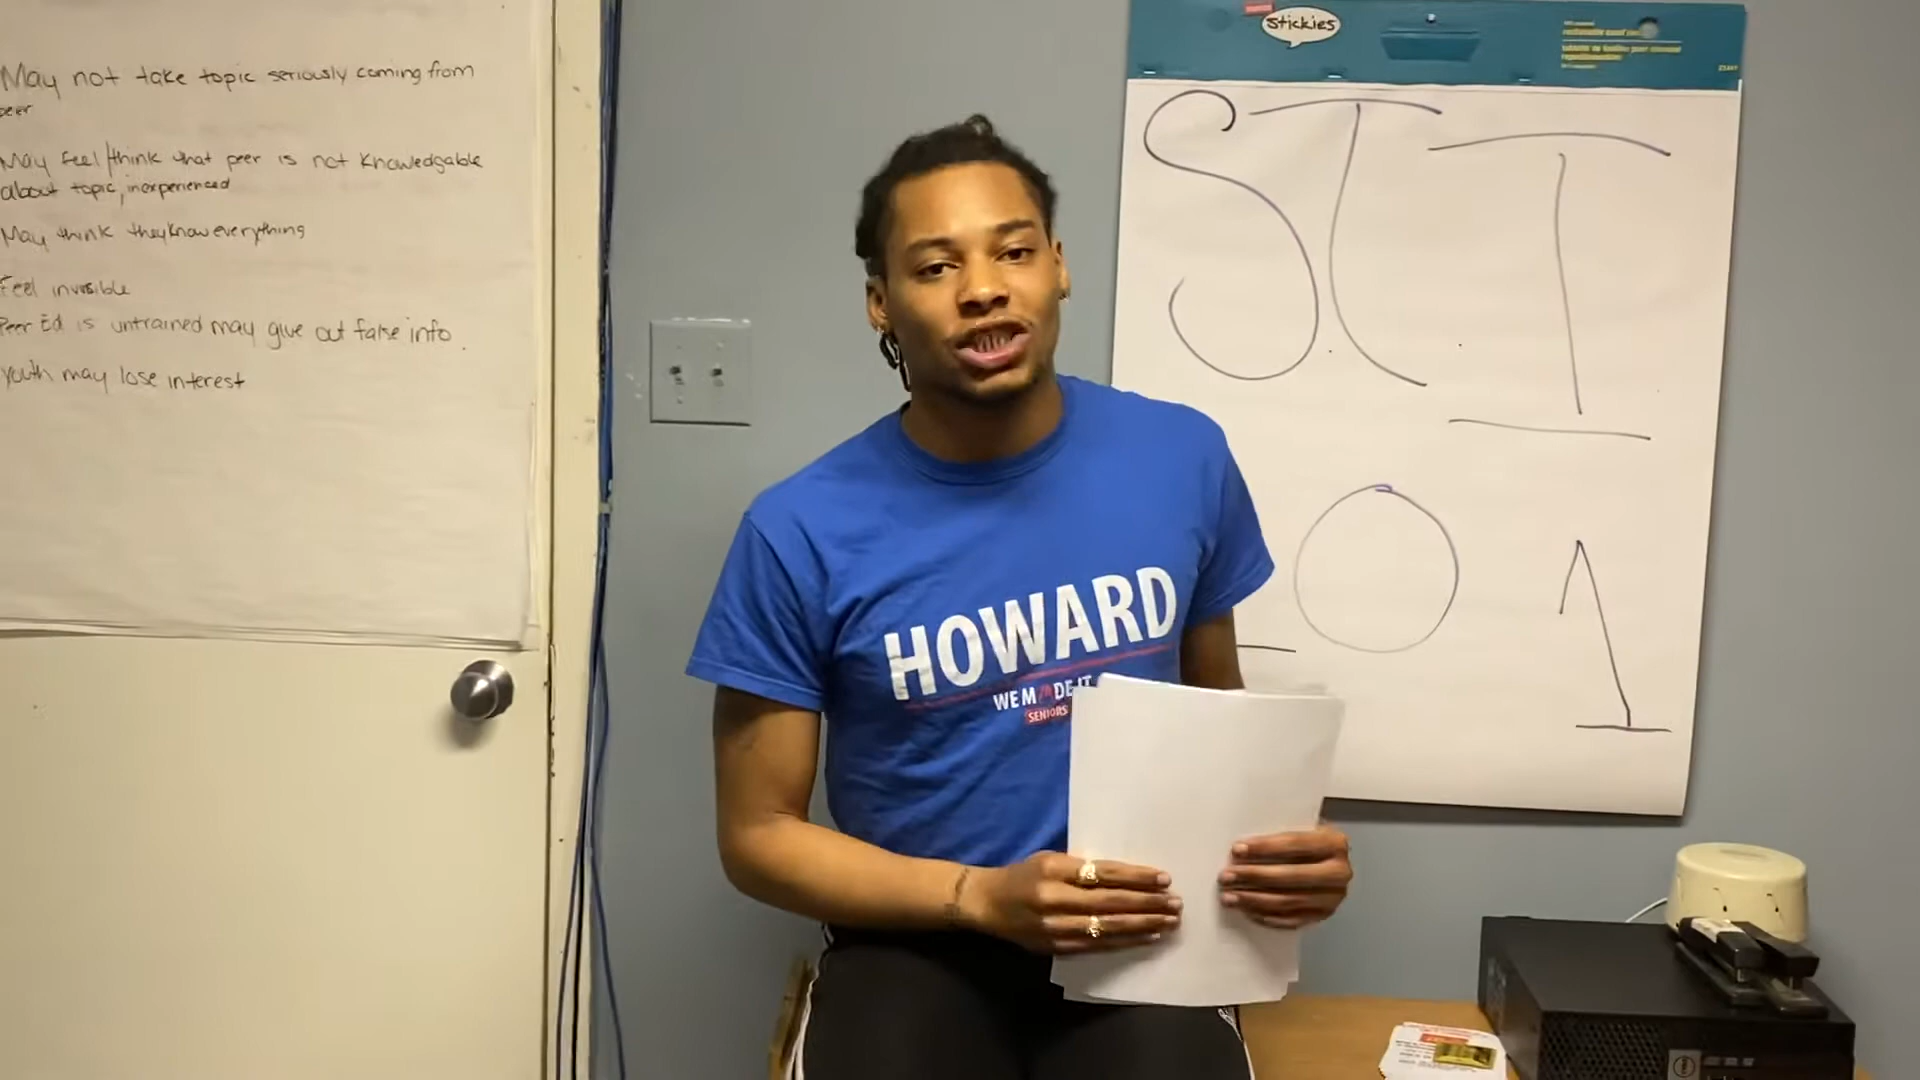 May not take topic seriously coming from
peer
May feel/think that peer is not knowledgable
about topic, inexperienced
May think they know everything
Feel invisible
Peer Ed is untrained may give out false info.
youth may lose interest
stickies
STI
101
HOWARD
WE MADE IT
SENIORS
DELL